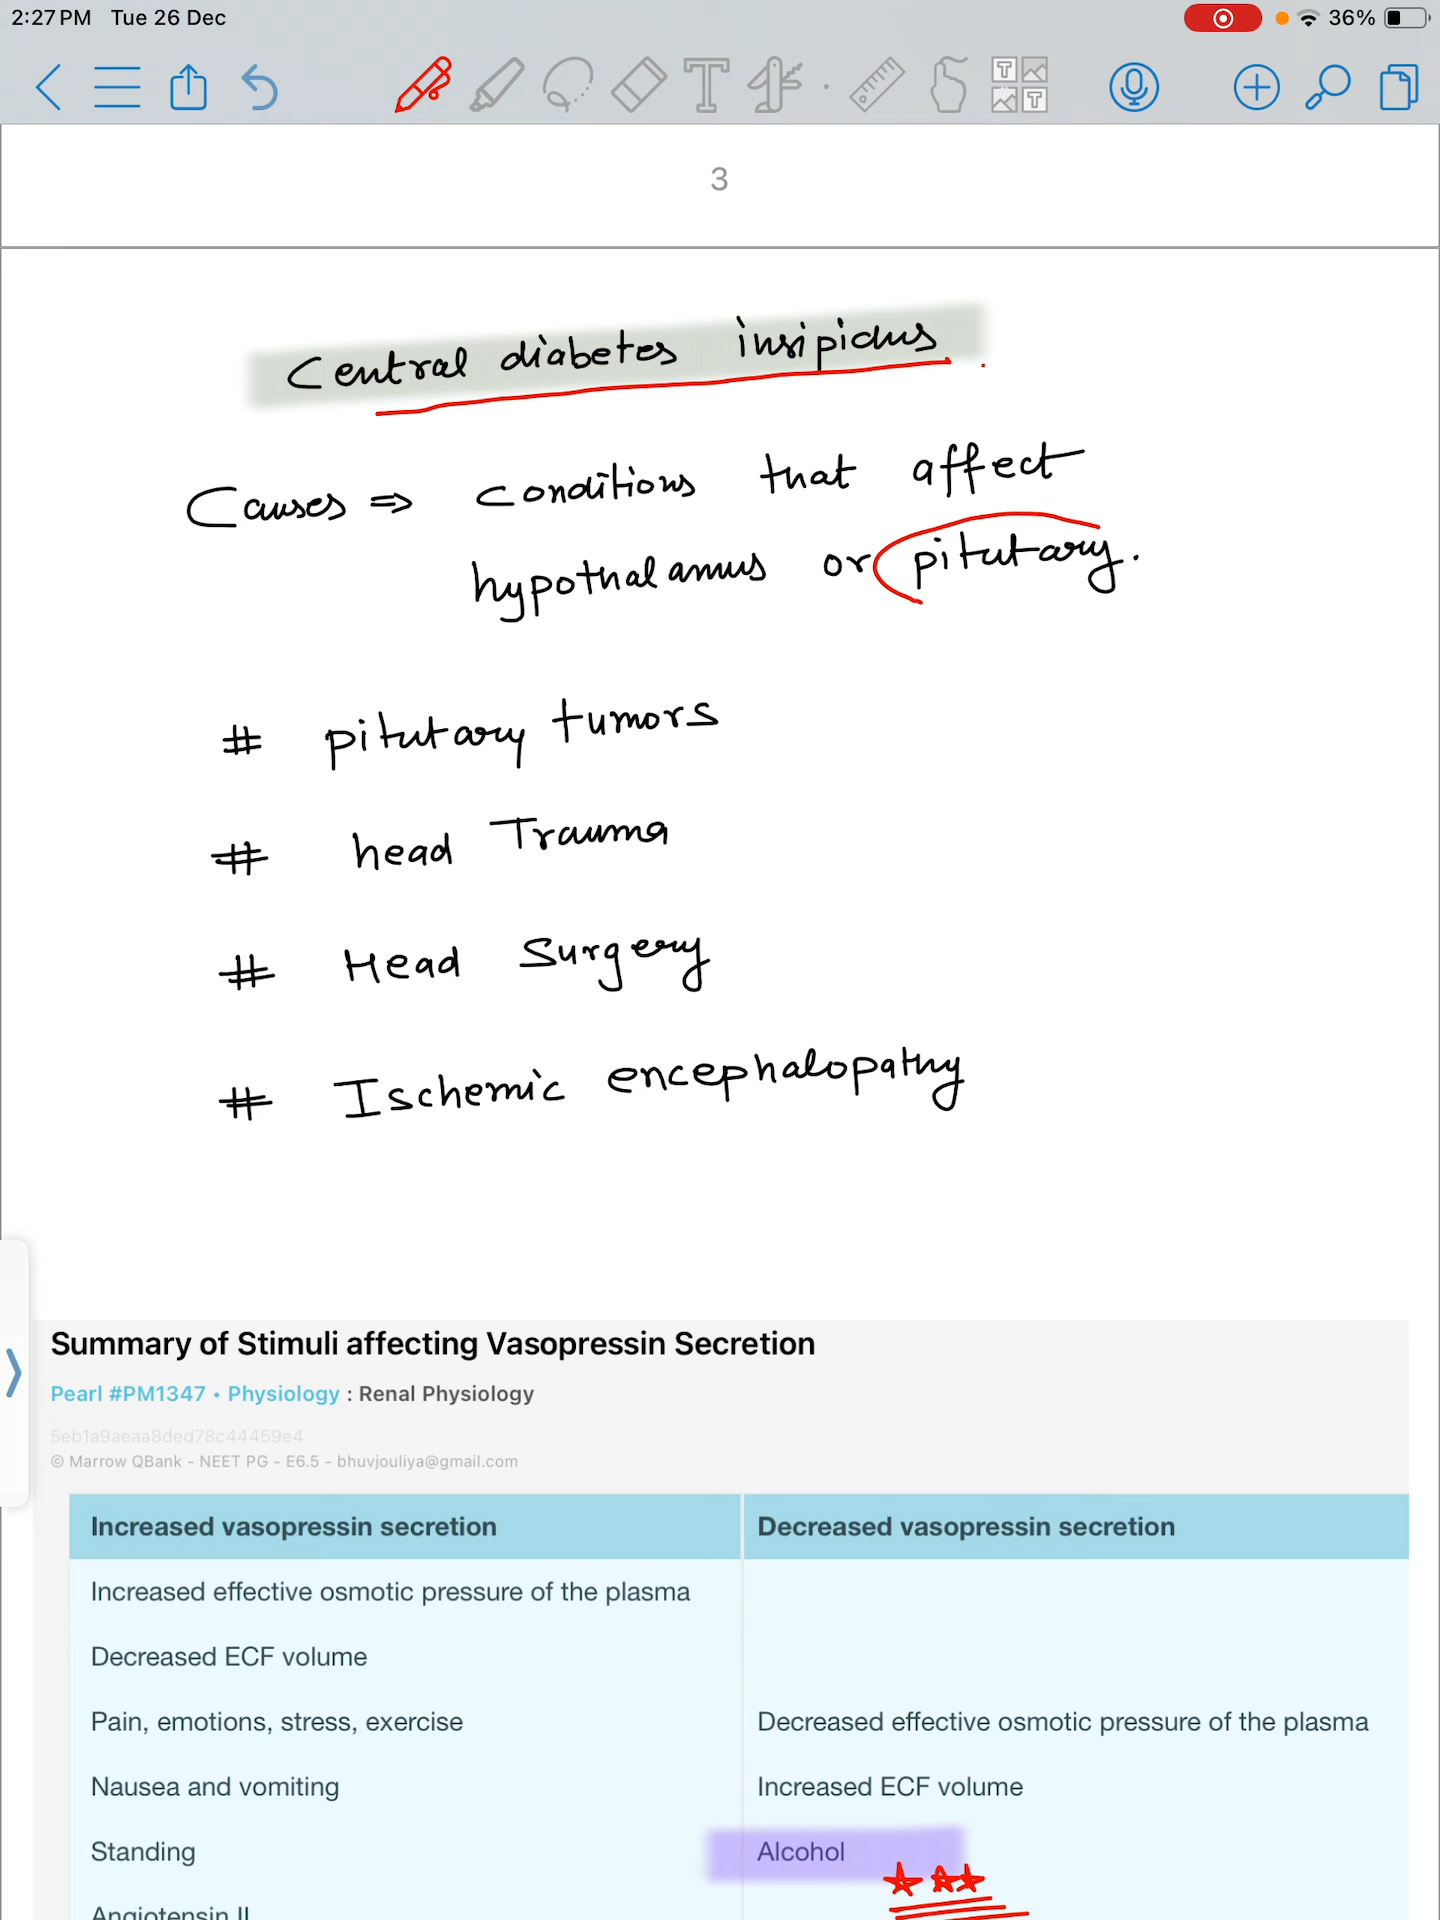 2:27 PM Tue 26 Dec 36%
3
Central diabetes insipidus
Causes ⇒ conditions that affect
hypothalamus or pitutary.
# pitutary tumors
# head Trauma
# Head Surgery
# Ischemic encephalopathy
Summary of Stimuli affecting Vasopressin Secretion
Pearl #PM1347 • Physiology : Renal Physiology
5eb1a9aeaa8ded78c44459e4
© Marrow QBank - NEET PG - E6.5 - bhuvjouliya@gmail.com
Increased vasopressin secretion Decreased vasopressin secretion
Increased effective osmotic pressure of the plasma
Decreased ECF volume
Pain, emotions, stress, exercise Decreased effective osmotic pressure of the plasma
Nausea and vomiting Increased ECF volume
Standing Alcohol
Angiotensin II